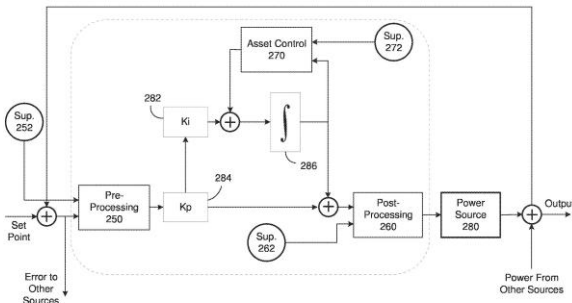 Asset Control
270
Sup.
272
282
Ki
∫
286
Sup.
252
284
Pre-
Processing
250
Kp
Post-
Processing
260
Power
Source
280
Output
Set
Point
Sup.
262
Error to
Other
Sources
Power From
Other Sources